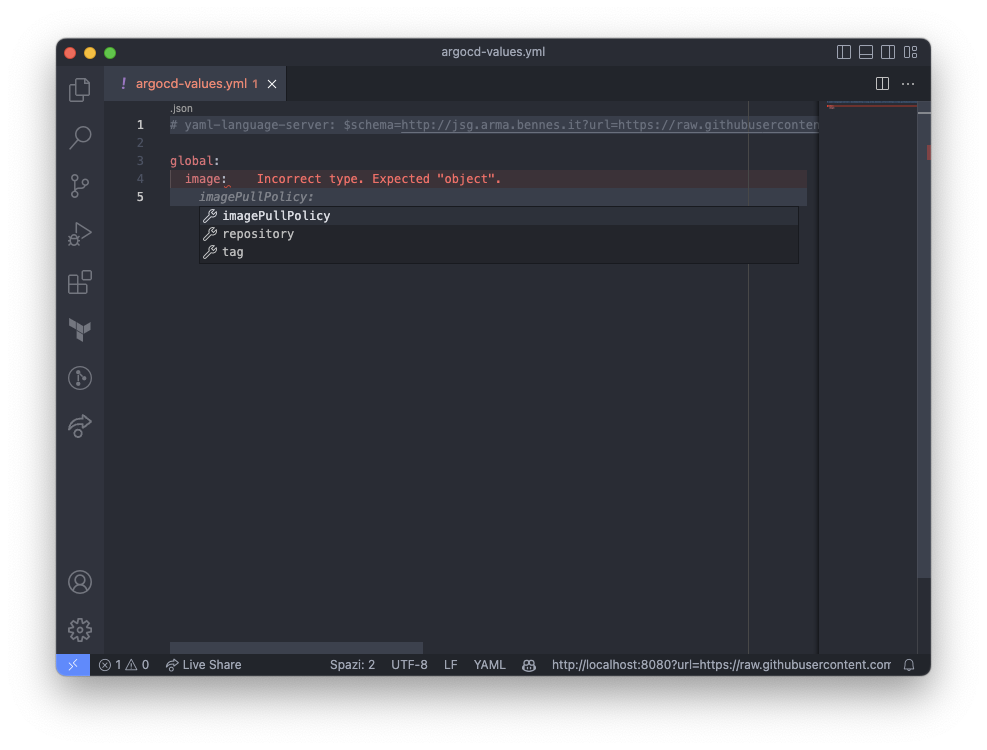 argocd-values.yml
! argocd-values.yml 1
.json
1 # yaml-language-server: $schema=http://jsg.arma.bennes.it?url=https://raw.githubuserconten
2
3 global:
4 image: Incorrect type. Expected "object".
5 imagePullPolicy:
imagePullPolicy
repository
tag
1 0 Live Share Spazi: 2 UTF-8 LF YAML http://localhost:8080?url=https://raw.githubusercontent.com